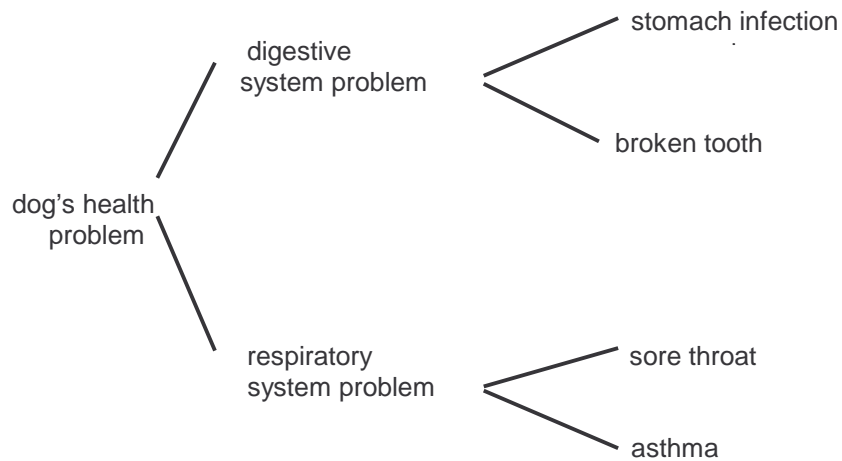 stomach infection
digestive
system problem
broken tooth
dog's health
problem
respiratory
system problem
sore throat
asthma